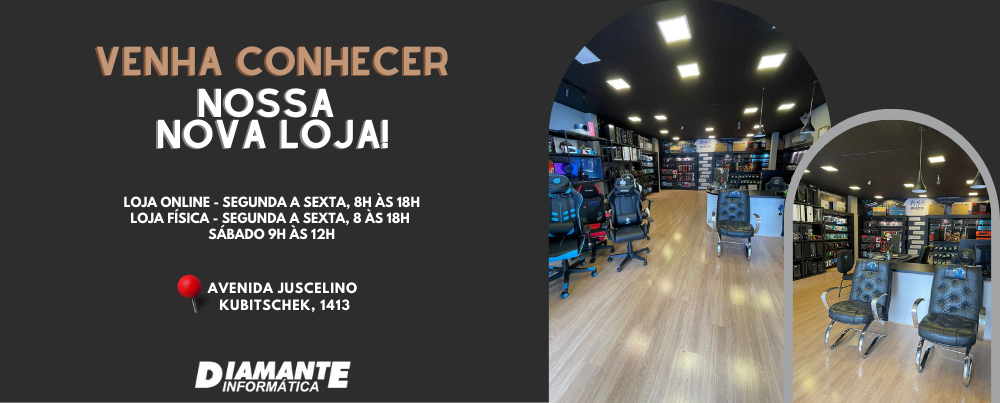 VENHA CONHECER
NOSSA
NOVA LOJA!
LOJA ONLINE - SEGUNDA A SEXTA, 8H ÀS 18H
LOJA FÍSICA - SEGUNDA A SEXTA, 8 ÀS 18H
SÁBADO 9H ÀS 12H
AVENIDA JUSCELINO
KUBITSCHEK, 1413
DIAMANTE
INFORMÁTICA